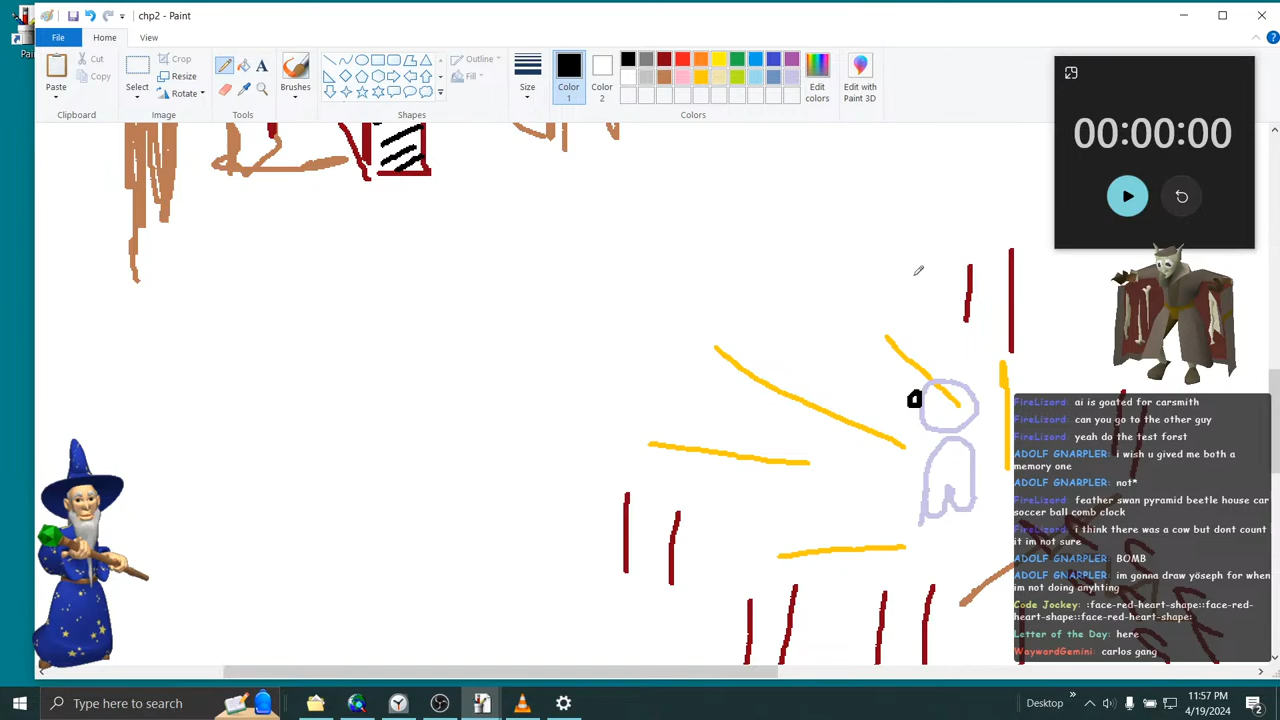 chp2 - Paint
File
Home
View
Paste
Cut
Copy
Clipboard
Select
Crop
Resize
Rotate
Image
Tools
Brushes
Shapes
Outline
Fill
Size
Color
1
Color
2
Colors
Edit
colors
Edit with
Paint 3D
00:00:00
FireLizard: ai is goated for carsmith
FireLizard: can you go to the other guy
FireLizard: yeah do the test forst
ADOLF GNARPLER: i wish u gived me both a
memory one
ADOLF GNARPLER: not*
FireLizard: feather swan pyramid beetle house car
soccer ball comb clock
FireLizard: i think there was a cow but dont count
it im not sure
ADOLF GNARPLER: BOMB
ADOLF GNARPLER: im gonna draw yöseph for when
im not doing anyhting
Code Jockey: :face-red-heart-shape::face-red-
heart-shape::face-red-heart-shape:
Letter of the Day: here
WaywardGemini: carlos gang
Type here to search
Desktop
11:57 PM
4/19/2024
2